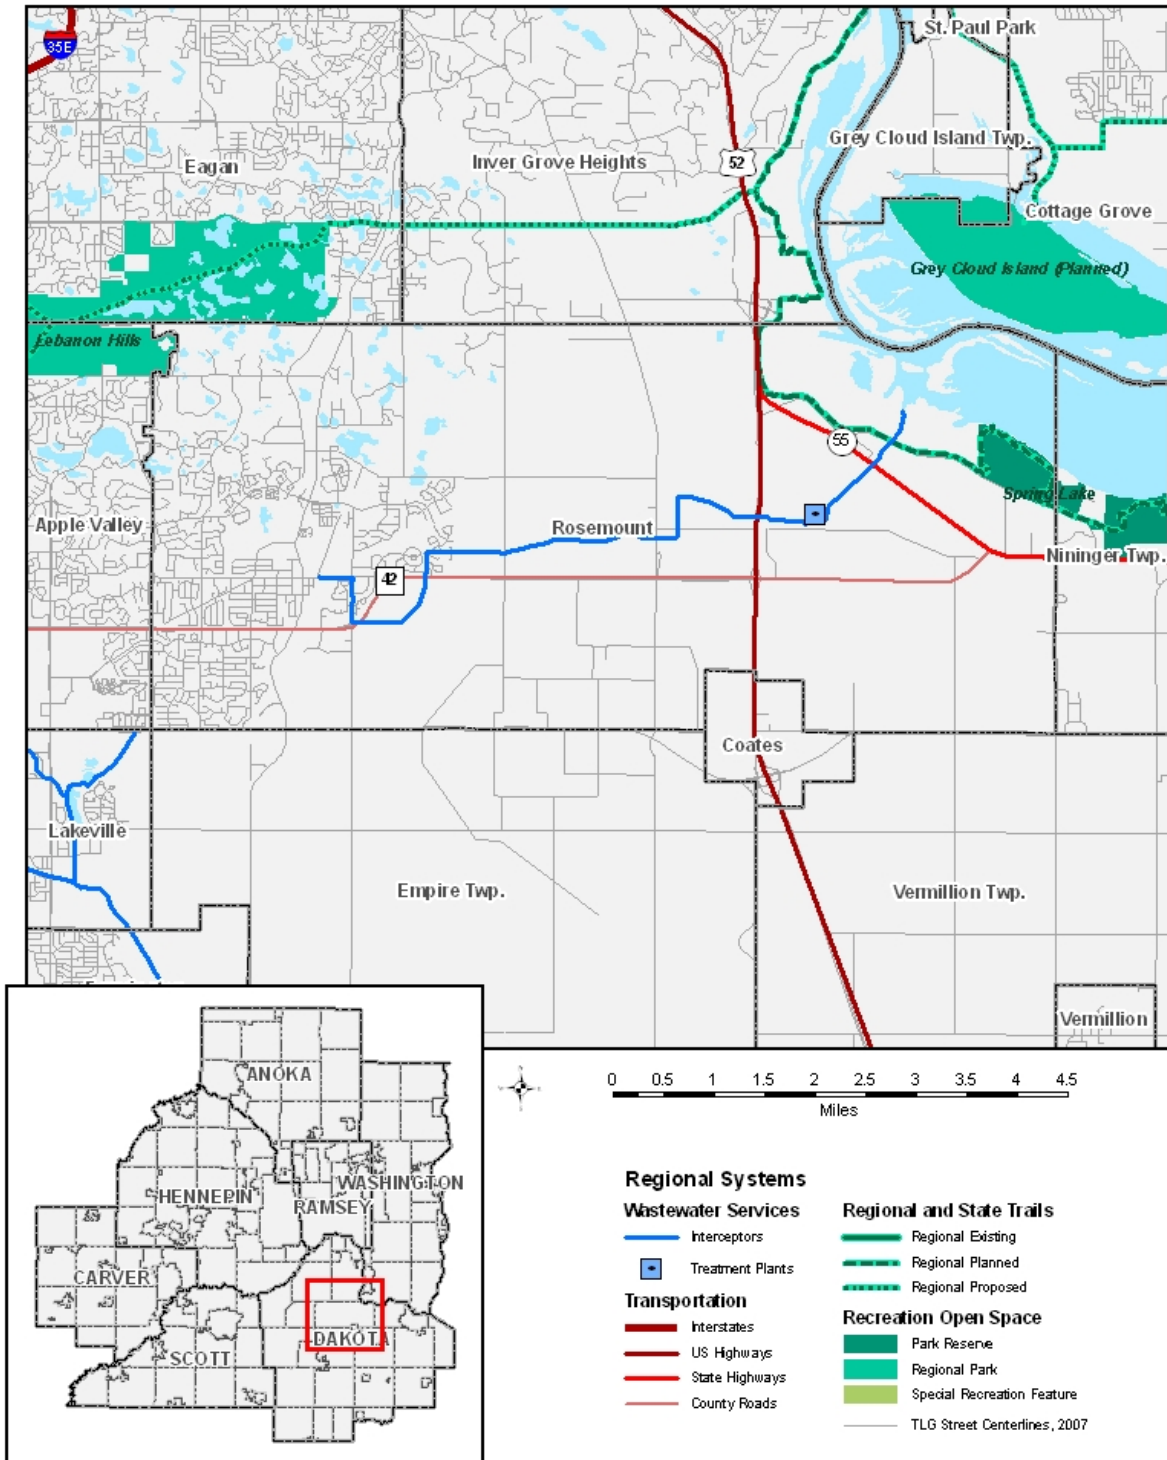 35E
St. Paul Park
Grey Cloud Island Twp.
Eagan
Inver Grove Heights
52
Cottage Grove
Grey Cloud Island (Planned)
Lebanon Hills
55
Spring Lake
Apple Valley
Rosemount
Nininger Twp.
42
Coates
Lakeville
Empire Twp.
Vermillion Twp.
Vermillion
ANOKA
HENNEPIN
WASHINGTON
RAMSEY
CARVER
DAKOTA
SCOTT
0 0.5 1 1.5 2 2.5 3 3.5 4 4.5
Miles
Regional Systems
Wastewater Services
Interceptors
Treatment Plants
Transportation
Interstates
US Highways
State Highways
County Roads
Regional and State Trails
Regional Existing
Regional Planned
Regional Proposed
Recreation Open Space
Park Reserve
Regional Park
Special Recreation Feature
TLG Street Centerlines, 2007